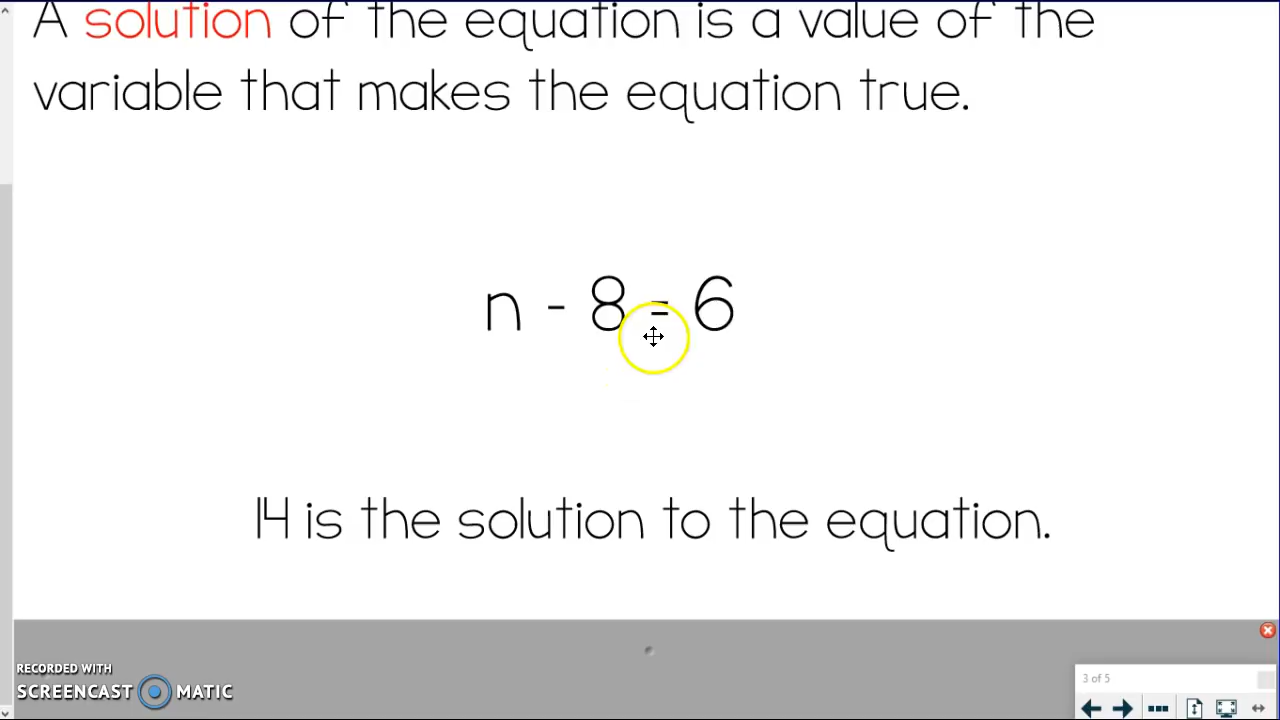 A solution of the equation is a value of the
variable that makes the equation true.
n - 8 = 6
14 is the solution to the equation.
RECORDED WITH
SCREENCAST MATIC
3 of 5